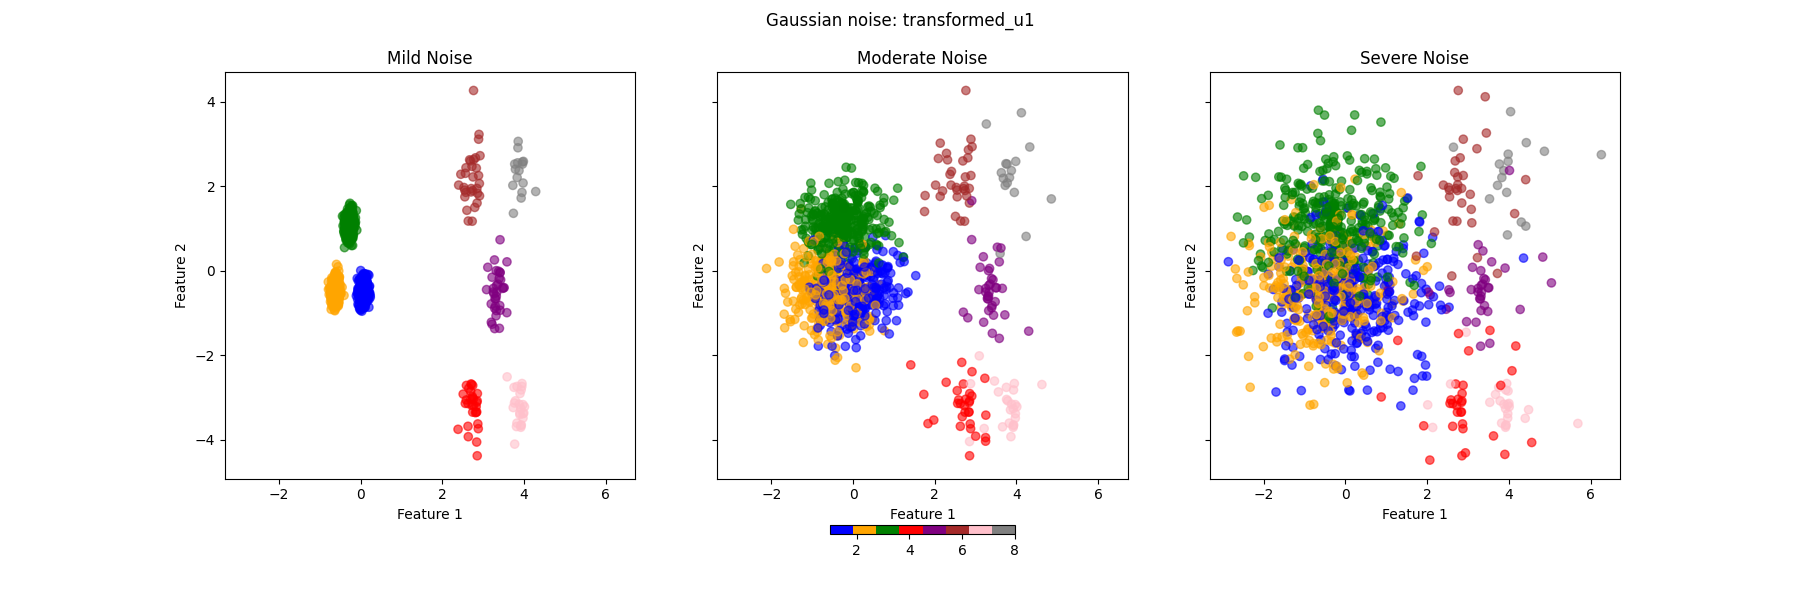 Gaussian noise: transformed_u1
Mild Noise
Moderate Noise
Severe Noise
Feature 2
4
2
0
−2
−4
−2 0 2 4 6
Feature 1
Feature 2
−2 0 2 4 6
Feature 1
Feature 2
−2 0 2 4 6
Feature 1
2 4 6 8